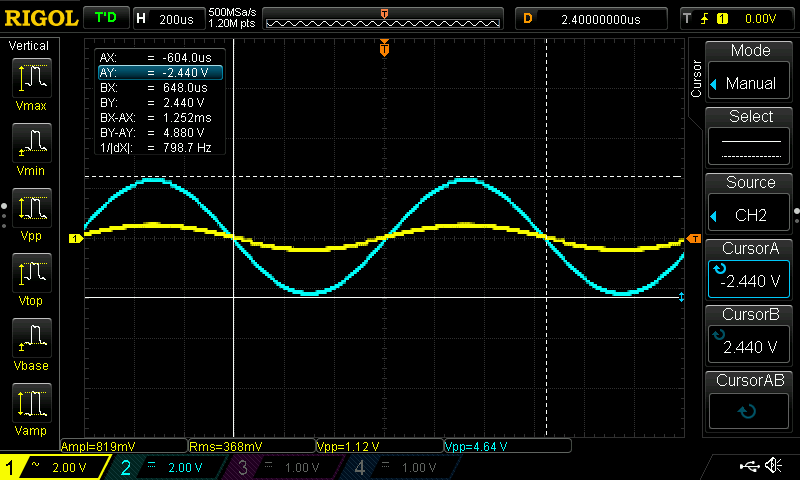 RIGOL T'D H 200us 500MSa/s 1.20M pts T D 2.40000000us T 1 0.00V
Vertical
Vmax
Vmin
Vpp
Vtop
Vbase
Vamp
AX: = -604.0us
AY: = -2.440 V
BX: = 648.0us
BY: = 2.440 V
BX-AX: = 1.252ms
BY-AY: = 4.880 V
1/|dX|: = 798.7 Hz
T
1
T
Cursor
Mode
Manual
Select
Source
CH2
CursorA
-2.440 V
CursorB
2.440 V
CursorAB
Ampl=819mV Rms=368mV Vpp=1.12 V Vpp=4.64 V
1 ~ 2.00 V 2 = 2.00 V 3 = 1.00 V 4 = 1.00 V